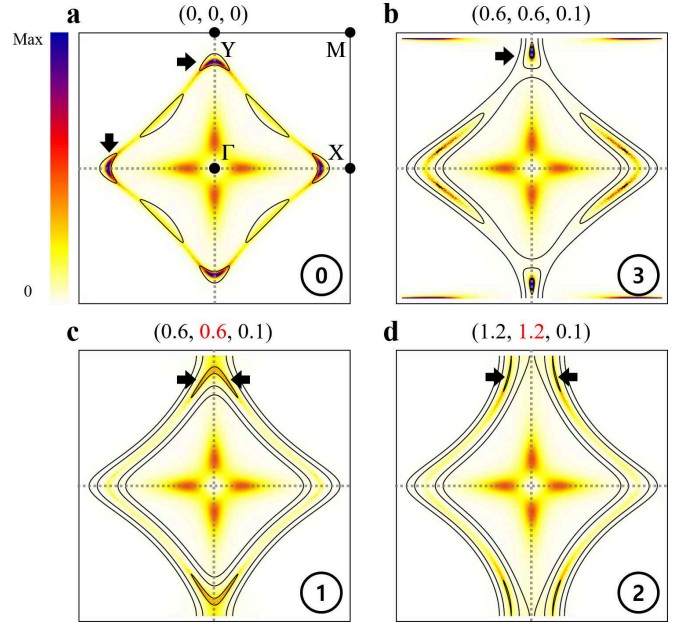 a
(0, 0, 0)
b
(0.6, 0.6, 0.1)
Max
0
Y
M
Γ
X
0
3
c
(0.6, 0.6, 0.1)
d
(1.2, 1.2, 0.1)
1
2